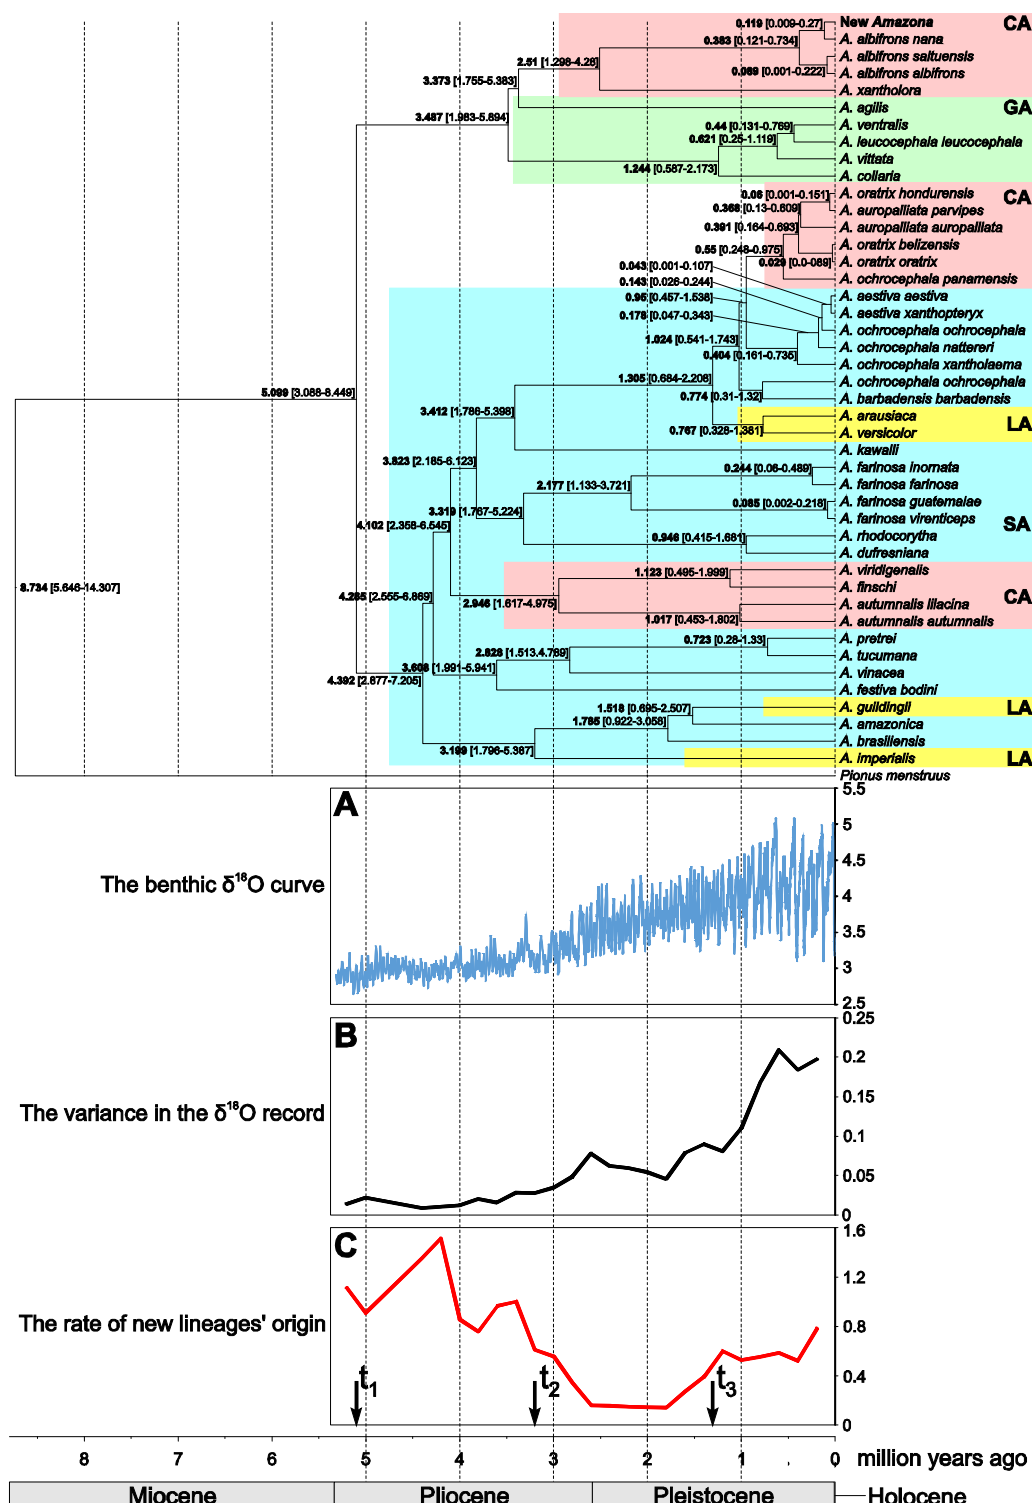 0.119 [0.009-0.27]
New Amazona
CA
0.383 [0.121-0.734]
A. albifrons nana
2.51 [1.298-4.28]
A. albifrons saltuensis
0.069 [0.001-0.222]
A. albifrons albifrons
3.373 [1.755-5.383]
A. xantholora
A. agilis
GA
3.487 [1.983-5.894]
0.44 [0.131-0.769]
A. ventralis
0.621 [0.25-1.119]
A. leucocephala leucocephala
A. vittata
1.244 [0.587-2.173]
A. collaria
0.06 [0.001-0.151]
A. oratrix hondurensis
CA
0.368 [0.13-0.609]
A. auropalliata parvipes
0.391 [0.164-0.693]
A. auropalliata auropalliata
0.55 [0.248-0.975]
A. oratrix belizensis
0.029 [0.0-089]
A. oratrix oratrix
0.043 [0.001-0.107]
A. ochrocephala panamensis
0.143 [0.026-0.244]
0.95 [0.457-1.538]
A. aestiva aestiva
0.178 [0.047-0.343]
A. aestiva xanthopteryx
A. ochrocephala ochrocephala
1.024 [0.541-1.743]
A. ochrocephala nattereri
0.404 [0.161-0.735]
A. ochrocephala xantholaema
1.305 [0.684-2.208]
A. ochrocephala ochrocephala
5.099 [3.088-8.449]
0.774 [0.31-1.32]
A. barbadensis barbadensis
3.412 [1.786-5.398]
A. arausiaca
LA
0.767 [0.328-1.381]
A. versicolor
A. kawalli
3.823 [2.185-6.123]
0.244 [0.06-0.489]
A. farinosa inornata
2.177 [1.133-3.721]
A. farinosa farinosa
0.085 [0.002-0.218]
A. farinosa guatemalae
3.319 [1.767-5.224]
A. farinosa virenticeps
SA
4.102 [2.358-6.545]
A. rhodocorytha
0.946 [0.415-1.681]
A. dufresniana
1.123 [0.495-1.999]
A. viridigenalis
8.734 [5.646-14.307]
A. finschi
4.285 [2.555-6.869]
CA
2.946 [1.617-4.975]
A. autumnalis lilacina
1.017 [0.453-1.802]
A. autumnalis autumnalis
0.723 [0.28-1.33]
A. pretrei
2.828 [1.513.4.789]
A. tucumana
3.608 [1.991-5.941]
A. vinacea
4.392 [2.877-7.205]
A. festiva bodini
1.518 [0.695-2.507]
A. guildingii
LA
1.785 [0.922-3.058]
A. amazonica
3.199 [1.796-5.387]
A. brasiliensis
A. imperialis
LA
Pionus menstruus
A
5.5
5
4.5
The benthic δ18O curve
4
3.5
3
2.5
B
0.25
0.2
0.15
The variance in the δ18O record
0.1
0.05
0
C
1.6
1.2
The rate of new lineages' origin
0.8
0.4
0
t1
t2
t3
8 7 6 5 4 3 2 1 0 million years ago
Miocene Pliocene Pleistocene Holocene